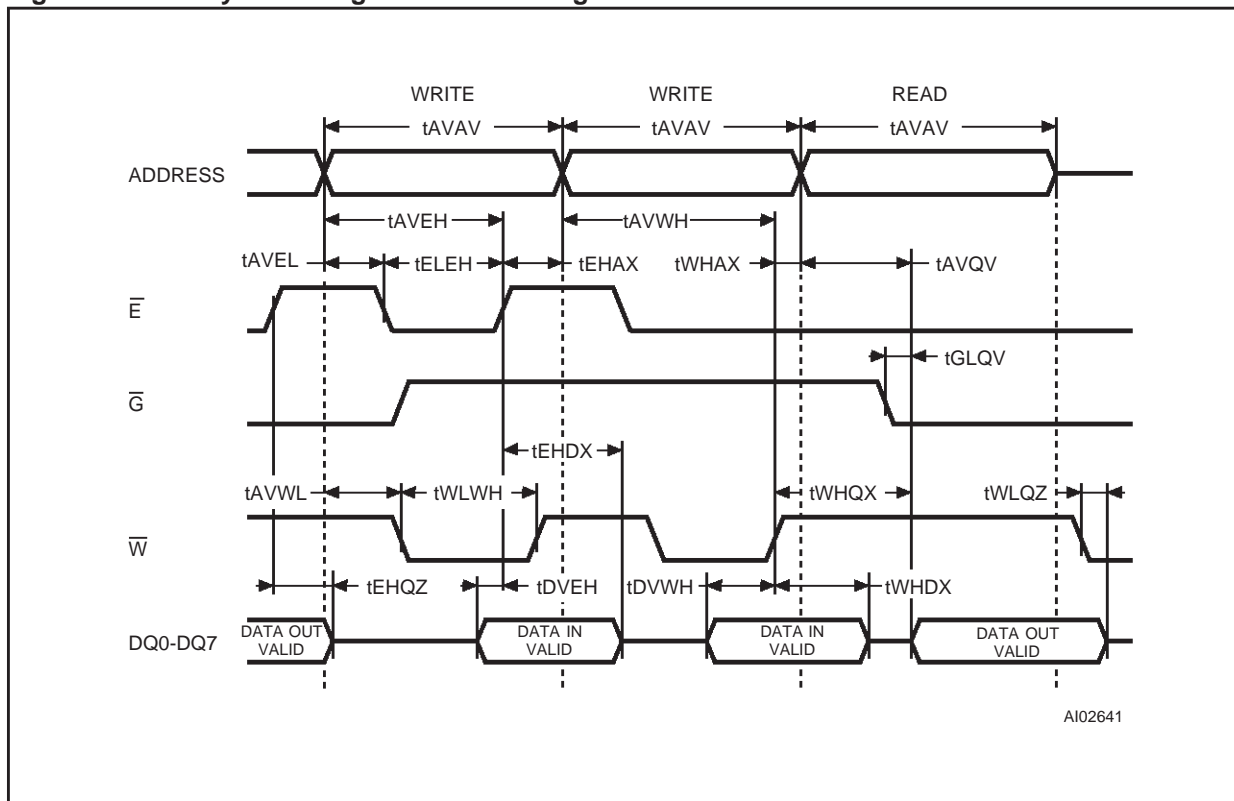 WRITE WRITE READ
tAVAV tAVAV tAVAV
ADDRESS
tAVEH tAVWH
tAVEL tELEH tEHAX tWHAX tAVQV
E
tGLQV
G
tEHDX
tAVWL tWLWH tWHQX tWLQZ
W
tEHQZ tDVEH tDVWH tWHDX
DQ0-DQ7
DATA OUT VALID
DATA IN VALID
DATA IN VALID
DATA OUT VALID
AI02641